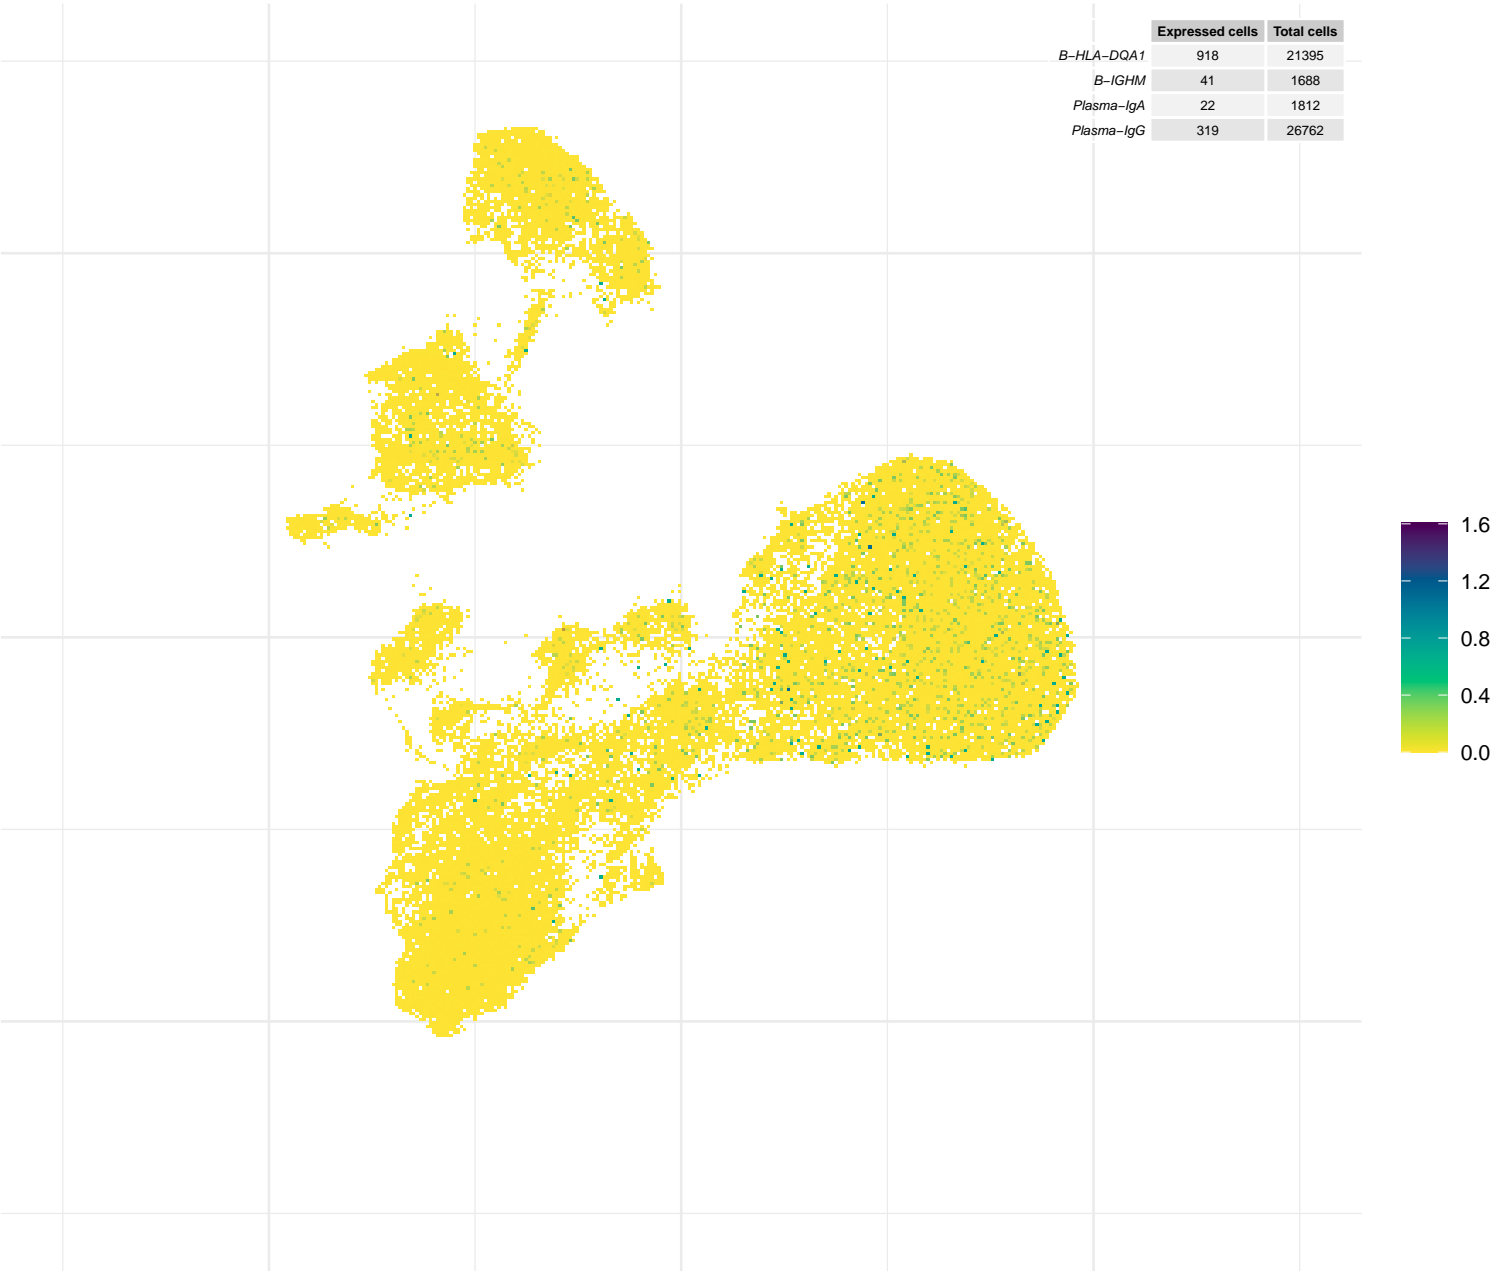 Expressed cells Total cells
B−HLA−DQA1 918 21395
B−IGHM 41 1688
Plasma−IgA 22 1812
Plasma−IgG 319 26762
1.6
1.2
0.8
0.4
0.0